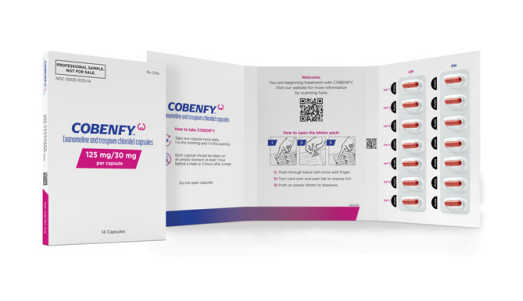 PROFESSIONAL SAMPLE.
NOT FOR SALE.
Rx Only
COBENFY
(xanomeline and trospium chloride) capsules
125 mg/30 mg
per capsule
14 Capsules
COBENFY
(xanomeline and trospium chloride) capsules
How to take COBENFY:
Take one capsule twice daily,
1 in the morning and 1 in the evening.
Each capsule should be taken on
an empty stomach at least 1 hour
before a meal or 2 hours after a meal.
Do not open capsules.
Welcome.
You are beginning treatment with COBENFY.
Visit our website for more information
by scanning here:
How to open the blister pack:
1
2
3
1) Push through blister half-circle with finger.
2) Turn card over and peel tab to expose foil.
3) Push on plastic blister to dispense.
AM
PM